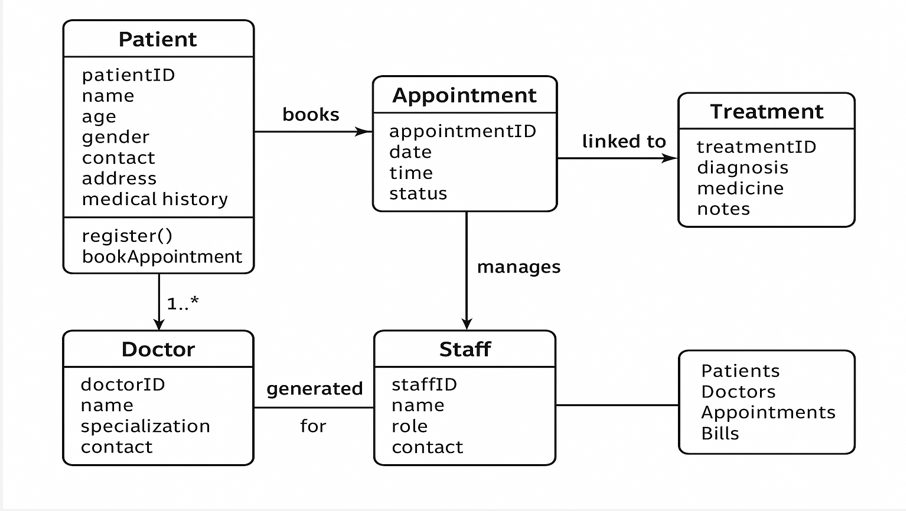 Patient
patientID
name
age
gender
contact
address
medical history
register()
bookAppointment
books
Appointment
appointmentID
date
time
status
linked to
Treatment
treatmentID
diagnosis
medicine
notes
1..*
manages
Doctor
doctorID
name
specialization
contact
generated
for
Staff
staffID
name
role
contact
Patients
Doctors
Appointments
Bills